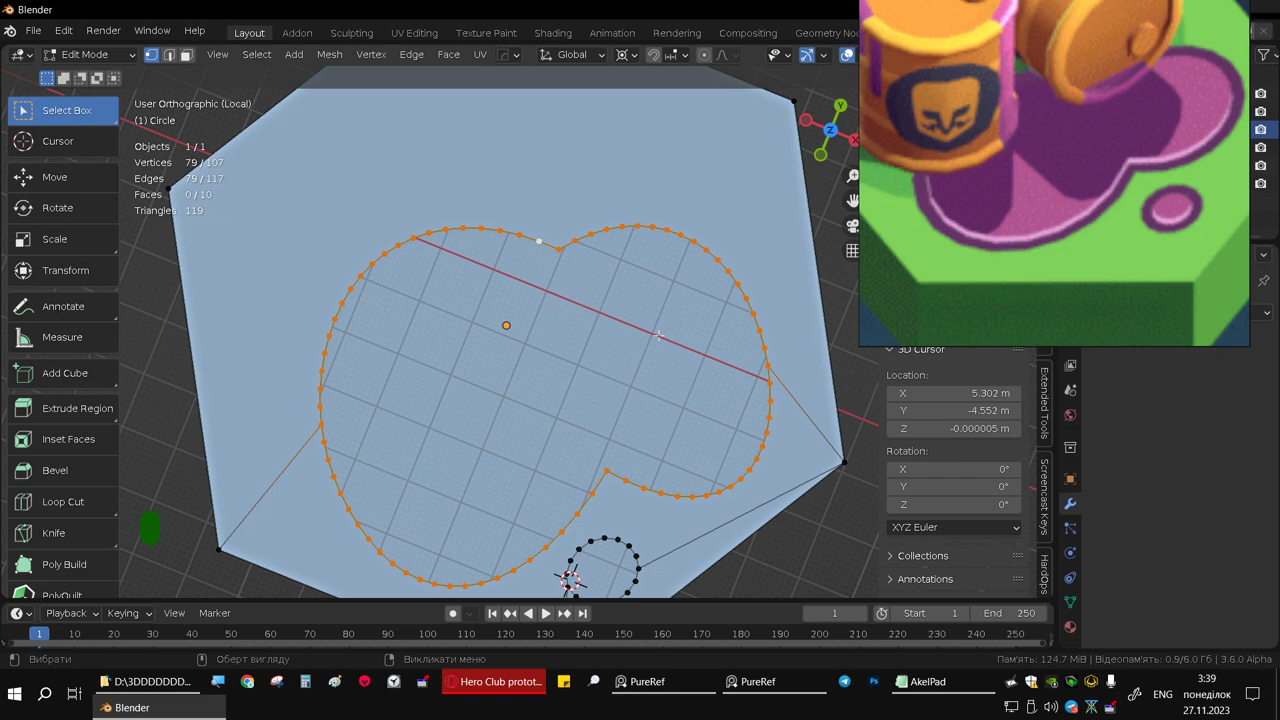 Blender
File
Edit
Render
Window
Help
Layout
Addon
Sculpting
UV Editing
Texture Paint
Shading
Animation
Rendering
Compositing
Geometry No
Edit Mode
View
Select
Add
Mesh
Vertex
Edge
Face
UV
Global
Select Box
Cursor
Move
Rotate
Scale
Transform
Annotate
Measure
Add Cube
Extrude Region
Inset Faces
Bevel
Loop Cut
Knife
Poly Build
PolyQuilt
User Orthographic (Local)
(1) Circle
Objects 1/1
Vertices 79/107
Edges 79/117
Faces 0/10
Triangles 119
Y
Z
X
3D Cursor
Location:
X 5.302 m
Y -4.552 m
Z -0.000005 m
Rotation:
X 0°
Y 0°
Z 0°
XYZ Euler
Collections
Annotations
Extended Tools
Screencast Keys
HardOps
Playback
Keying
View
Marker
1
Start 1
End 250
1 10 20 30 40 50 60 70 80 90 100 110 120 130 140 150 160 170 180 190 200 210 220 230 240 250
Вибрати
Оберт вигляду
Викликати меню
Пам'ять: 124.7 MiB | Відеопам'ять: 0.9/6.0 Гб | 3.6.0 Alpha
D:\3DDDDDDD...
Hero Club protot...
PureRef
PureRef
AkelPad
Blender
ENG
3:39
понеділок
27.11.2023